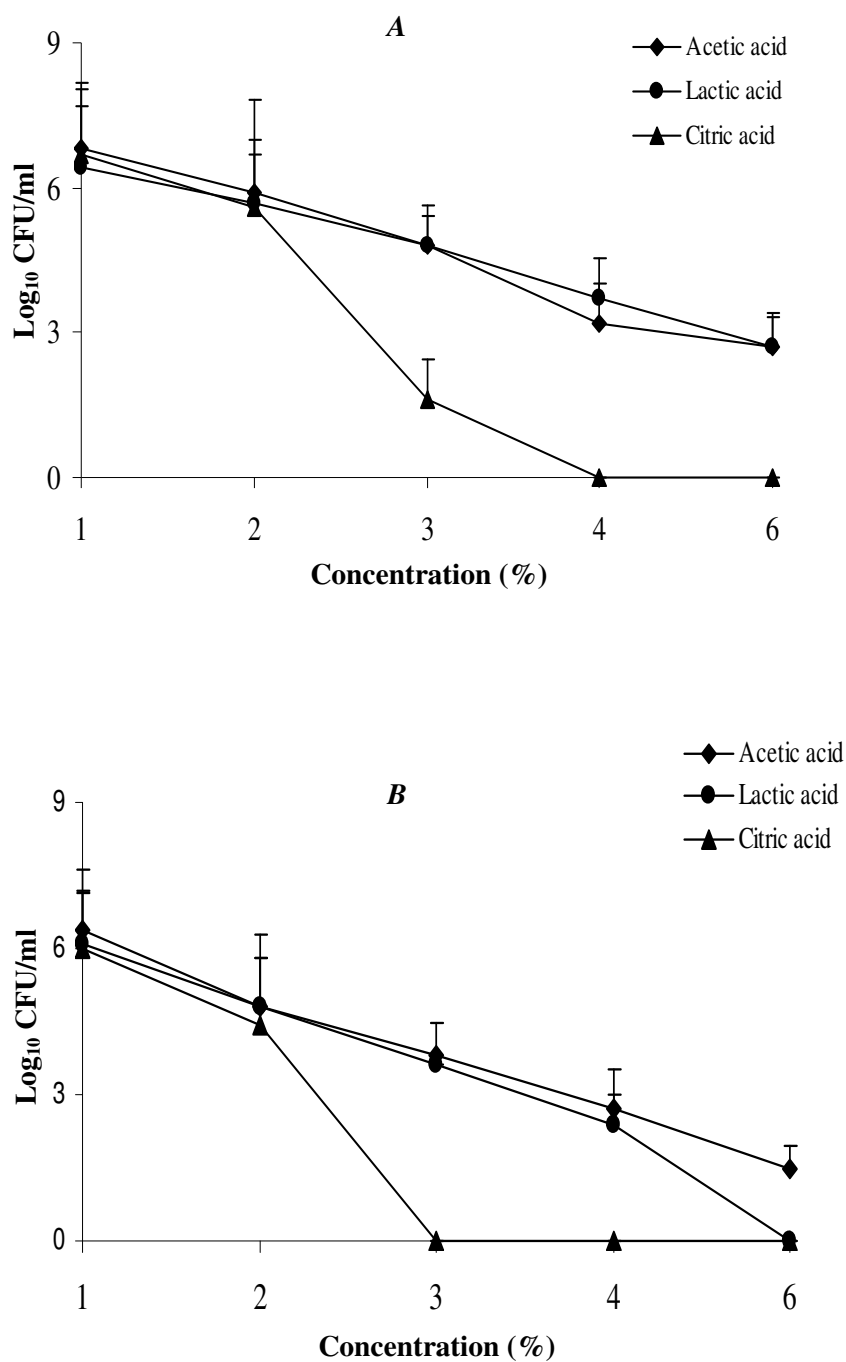 A
Acetic acid
Lactic acid
Citric acid
9
6
3
0
Log₁₀ CFU/ml
1 2 3 4 6
Concentration (%)
B
Acetic acid
Lactic acid
Citric acid
9
6
3
0
Log₁₀ CFU/ml
1 2 3 4 6
Concentration (%)